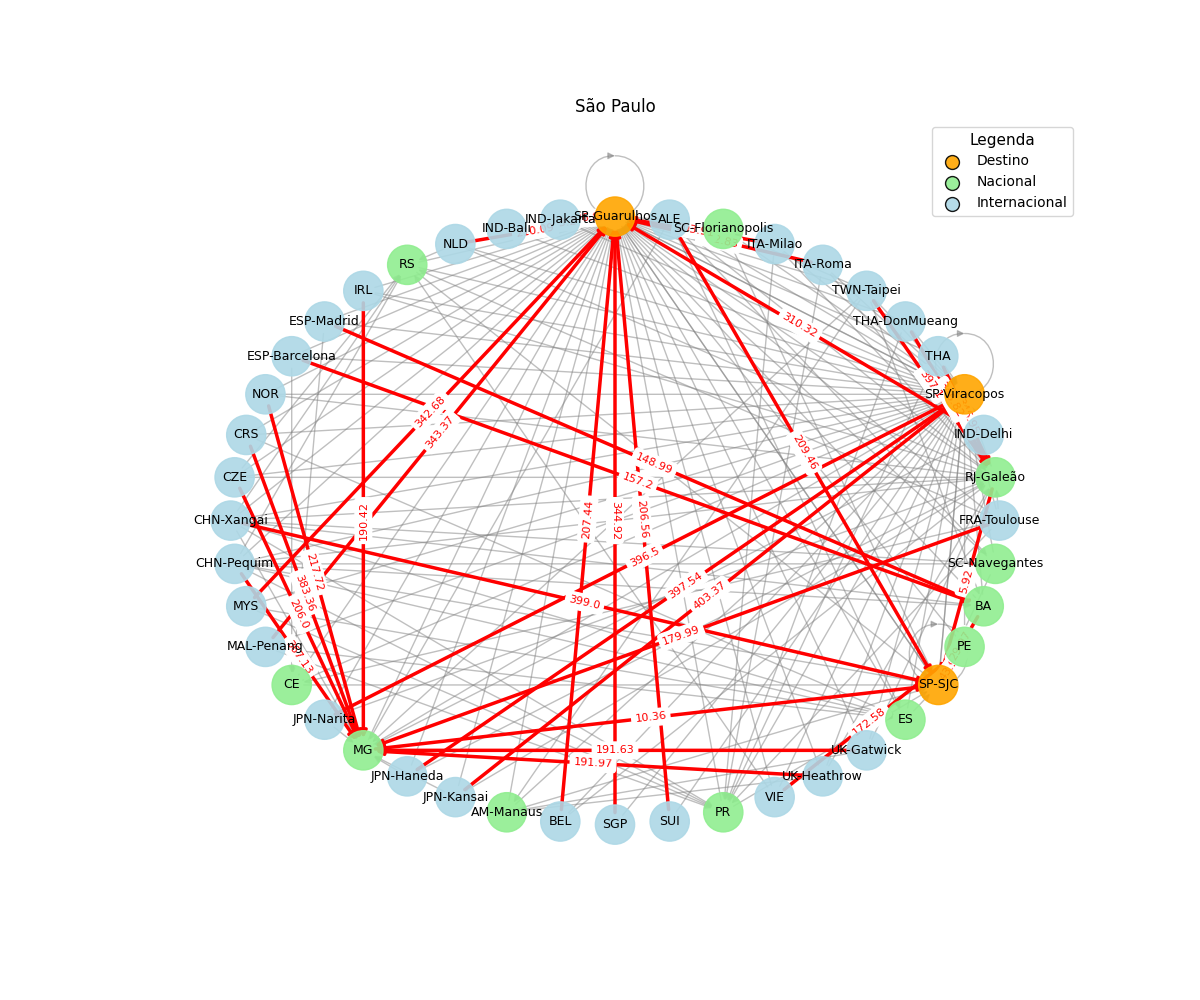 São Paulo
Legenda
Destino
Nacional
Internacional
SP-Guarulhos
IND-Jakarta
ALE
IND-Bali
SC-Florianopolis
NLD
ITA-Milao
RS
ITA-Roma
IRL
TWN-Taipei
310.32
ESP-Madrid
THA-DonMueang
ESP-Barcelona
THA
NOR
SP-Viracopos
342.68
343.37
CRS
IND-Delhi
209.46
148.99
157.2
CZE
RJ-Galeão
CHN-Xangai
190.42
207.44
344.92
206.56
FRA-Toulouse
396.5
CHN-Pequim
SC-Navegantes
217.72
383.36
397.54
403.37
399.0
MYS
206.0
BA
179.99
MAL-Penang
PE
CE
SP-SJC
JPN-Narita
10.36
172.58
ES
MG
191.63
191.97
UK-Gatwick
JPN-Haneda
UK-Heathrow
JPN-Kansai
VIE
AM-Manaus
PR
BEL
SGP
SUI